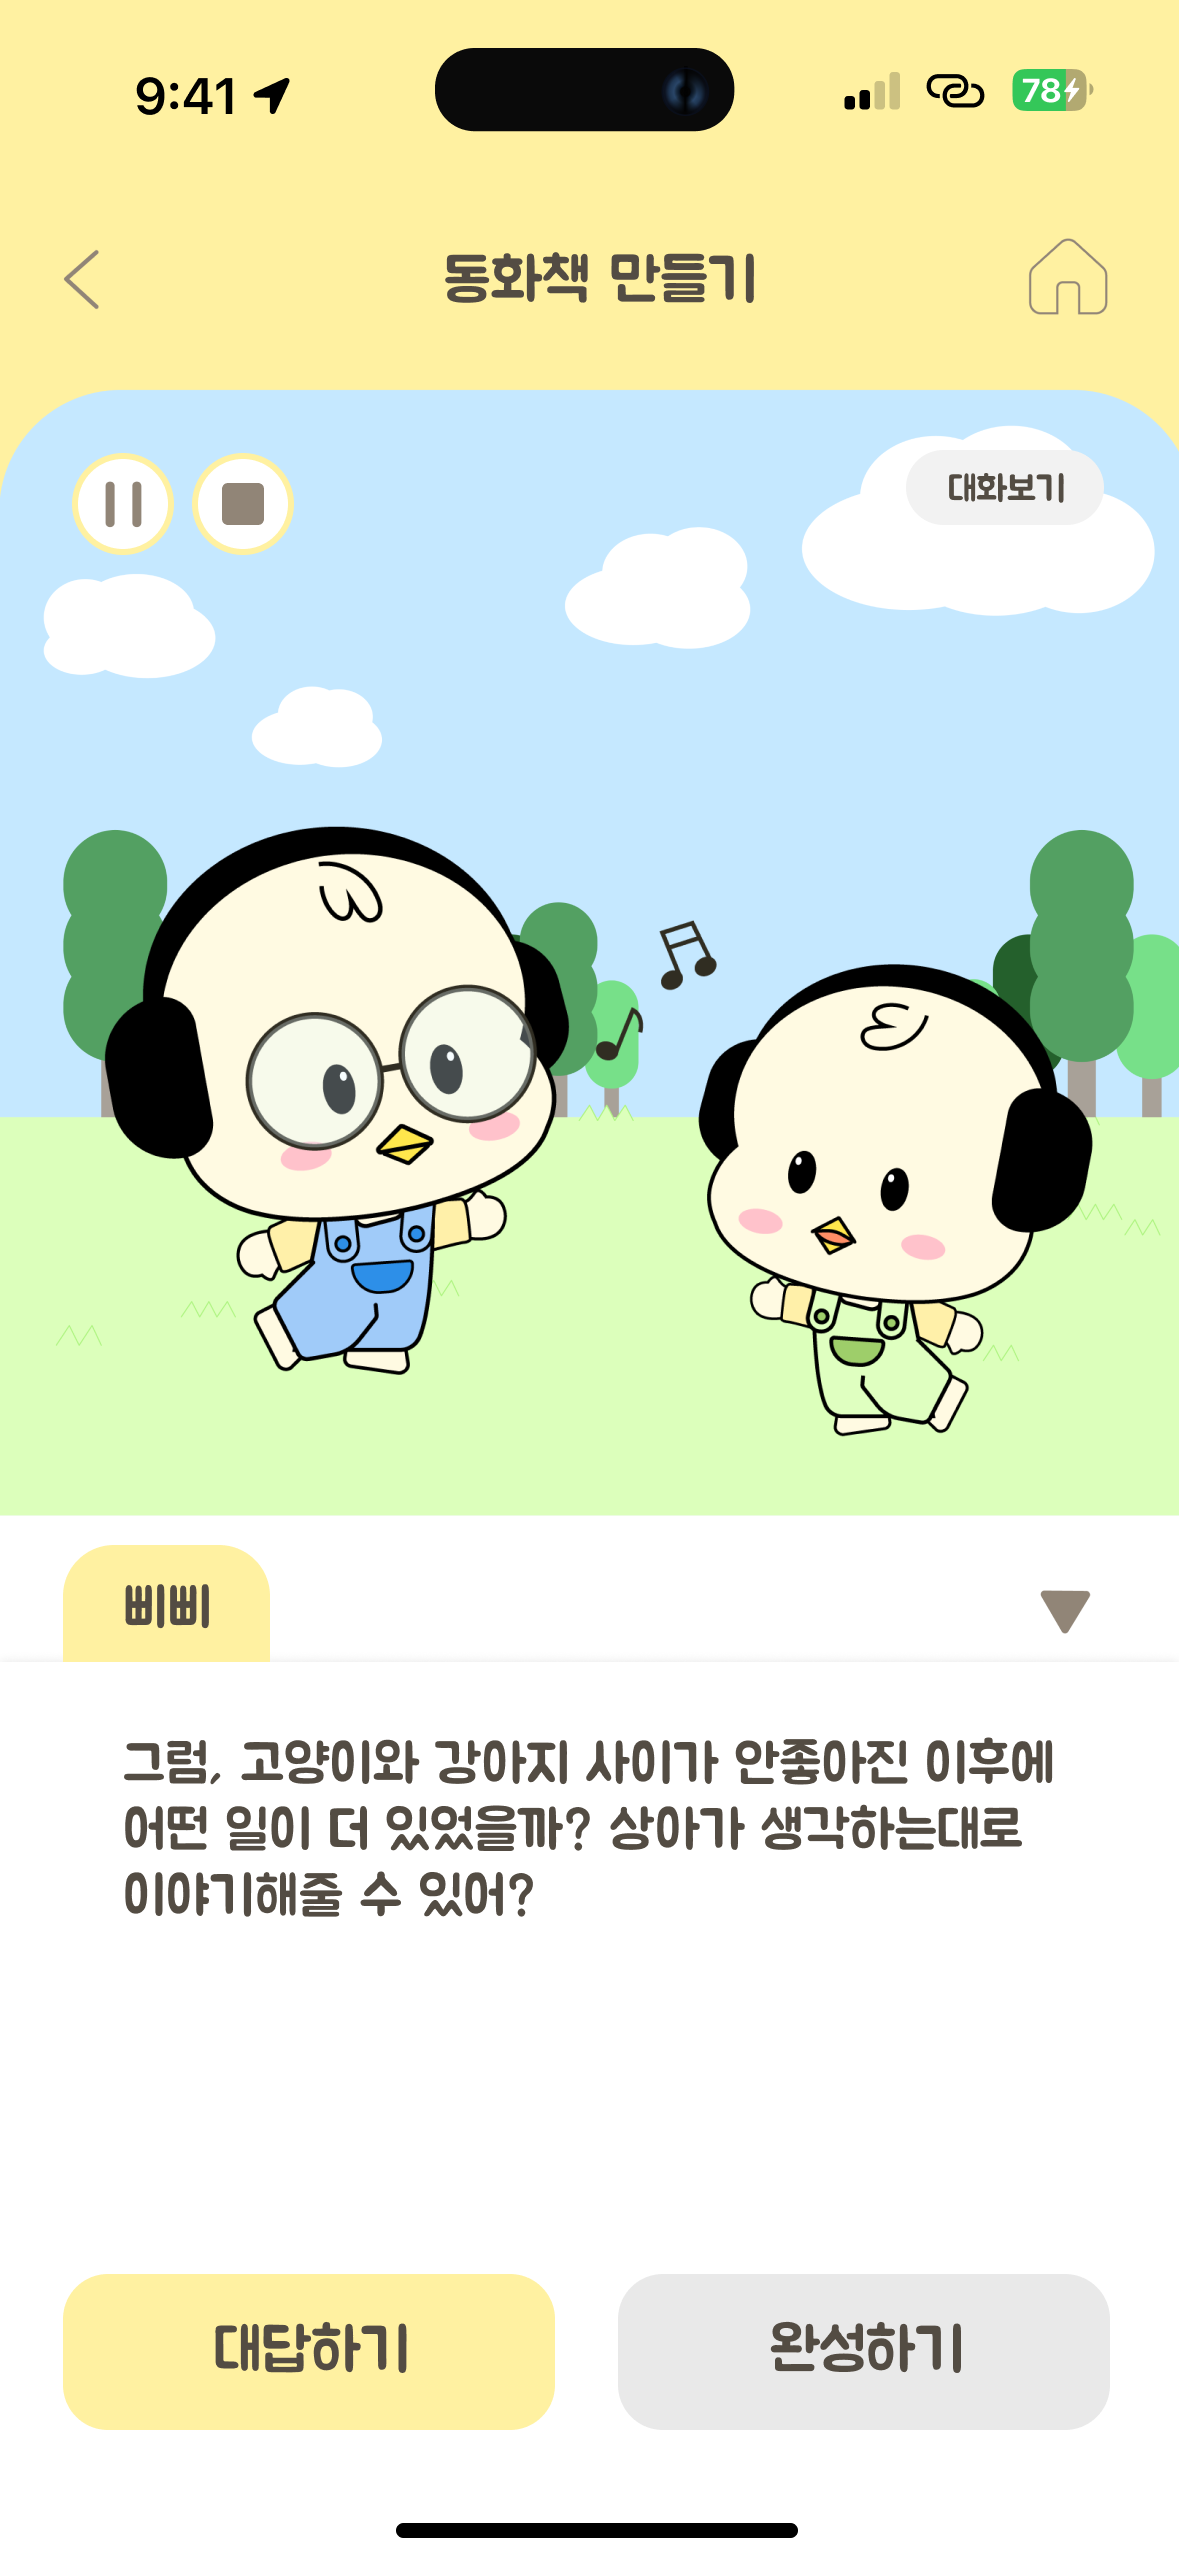 9:41
78
동화책 만들기
대화보기
삐삐
그럼, 고양이와 강아지 사이가 안좋아진 이후에
어떤 일이 더 있었을까? 상아가 생각하는대로
이야기해줄 수 있어?
대답하기
완성하기